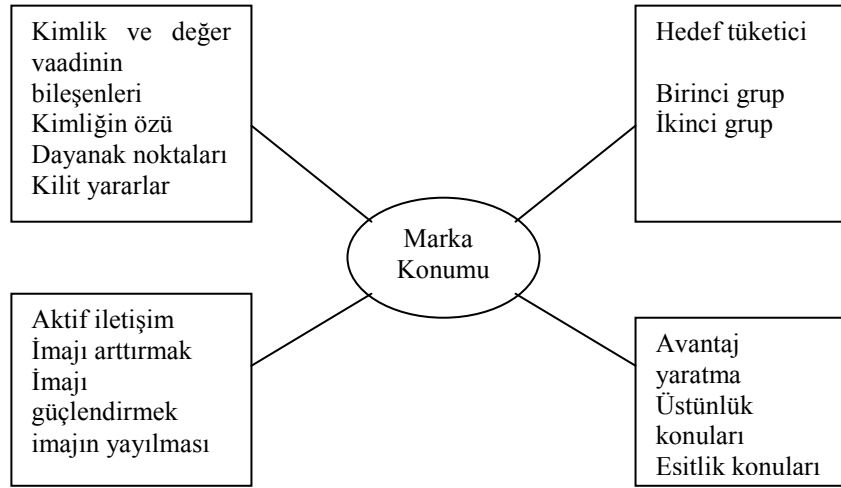 Kimlik ve değer
vaadinin
bileşenleri
Kimliğin özü
Dayanak noktaları
Kilit yararlar
Hedef tüketici
Birinci grup
İkinci grup
Marka
Konumu
Aktif iletişim
İmajı arttırmak
İmajı
güçlendirmek
imajın yayılması
Avantaj
yaratma
Üstünlük
konuları
Esitlik konuları